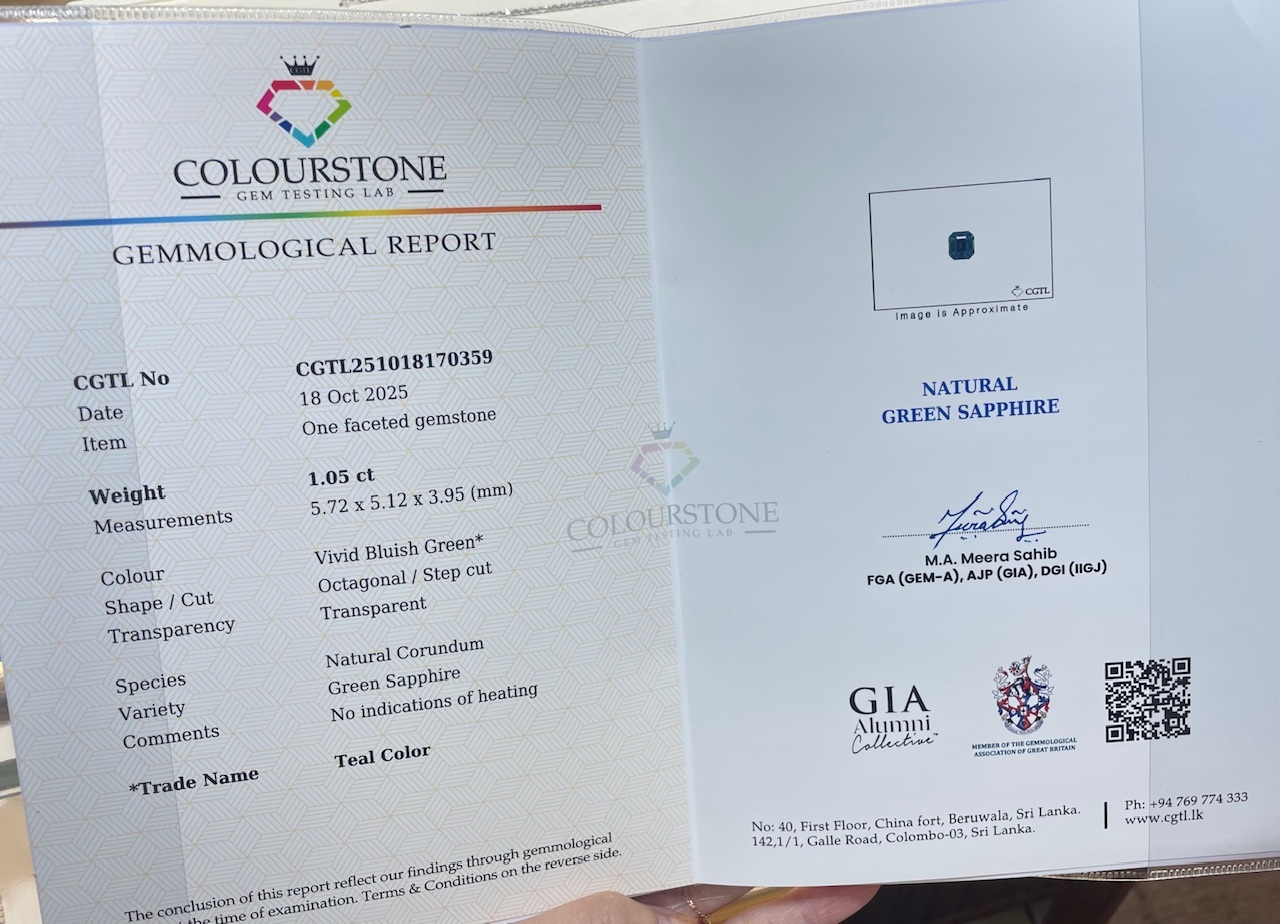 CGTL
COLOURSTONE
GEM TESTING LAB
GEMMOLOGICAL REPORT
CGTL No CGTL251018170359
Date 18 Oct 2025
Item One faceted gemstone
Weight 1.05 ct
Measurements 5.72 x 5.12 x 3.95 (mm)
Colour Vivid Bluish Green*
Shape / Cut Octagonal / Step cut
Transparency Transparent
Species Natural Corundum
Variety Green Sapphire
Comments No indications of heating
*Trade Name Teal Color
The conclusion of this report reflect our findings through gemmological
the time of examination. Terms & Conditions on the reverse side.
COLOURSTONE
GEM TESTING LAB
CGTL
Image is Approximate
NATURAL
GREEN SAPPHIRE
M.A. Meera Sahib
FGA (GEM-A), AJP (GIA), DGI (IIGJ)
GIA
Alumni
Collective™
MEMBER OF THE GEMMOLOGICAL
ASSOCIATION OF GREAT BRITAIN
No: 40, First Floor, China fort, Beruwala, Sri Lanka.
142,1/1, Galle Road, Colombo-03, Sri Lanka.
Ph: +94 769 774 333
www.cgtl.lk